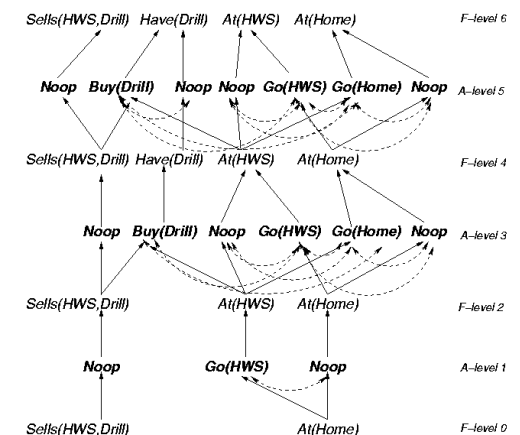 Sells(HWS,Drill) Have(Drill) At(HWS) At(Home) F-level 6
Noop Buy(Drill) Noop Noop Go(HWS) Go(Home) Noop A-level 5
Sells(HWS,Drill) Have(Drill) At(HWS) At(Home) F-level 4
Noop Buy(Drill) Noop Go(HWS) Go(Home) Noop A-level 3
Sells(HWS,Drill) At(HWS) At(Home) F-level 2
Noop Go(HWS) Noop A-level 1
Sells(HWS,Drill) At(Home) F-level 0